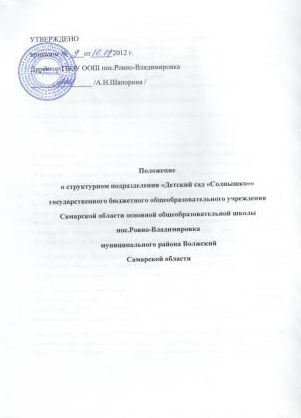 УТВЕРЖДЕНО
приказом № 9 от 10.09 2012 г.
Директор ГБОУ ООШ пос.Ровно-Владимировка
/А.Н.Шапорина /
Положение
о структурном подразделении «Детский сад «Солнышко»»
государственного бюджетного общеобразовательного учреждения
Самарской области основной общеобразовательной школы
пос.Ровно-Владимировка
муниципального района Волжский
Самарской области